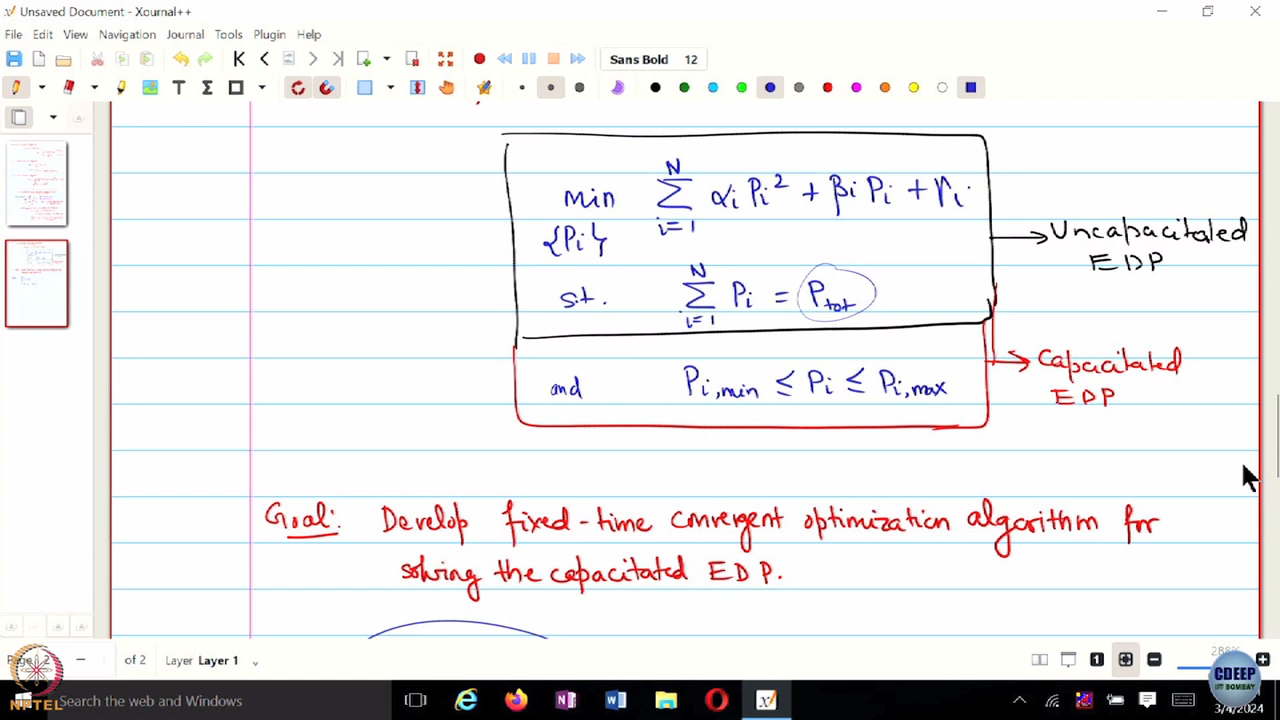 Unsaved Document - Xournal++
File Edit View Navigation Journal Tools Plugin Help
Sans Bold 12
min ∑_{i=1}^{N} αi Pi² + βi Pi + γi
{Pi}
Uncapacitated
EDP
s.t. ∑_{i=1}^{N} Pi = Ptot
and Pi,min ≤ Pi ≤ Pi,max
Capacitated
EDP
Goal: Develop fixed-time convergent optimization algorithm for
solving the capacitated EDP.
Page 2 of 2 Layer Layer 1
288%
NPTEL
CDEEP
IIT BOMBAY
Search the web and Windows
3/4/2024